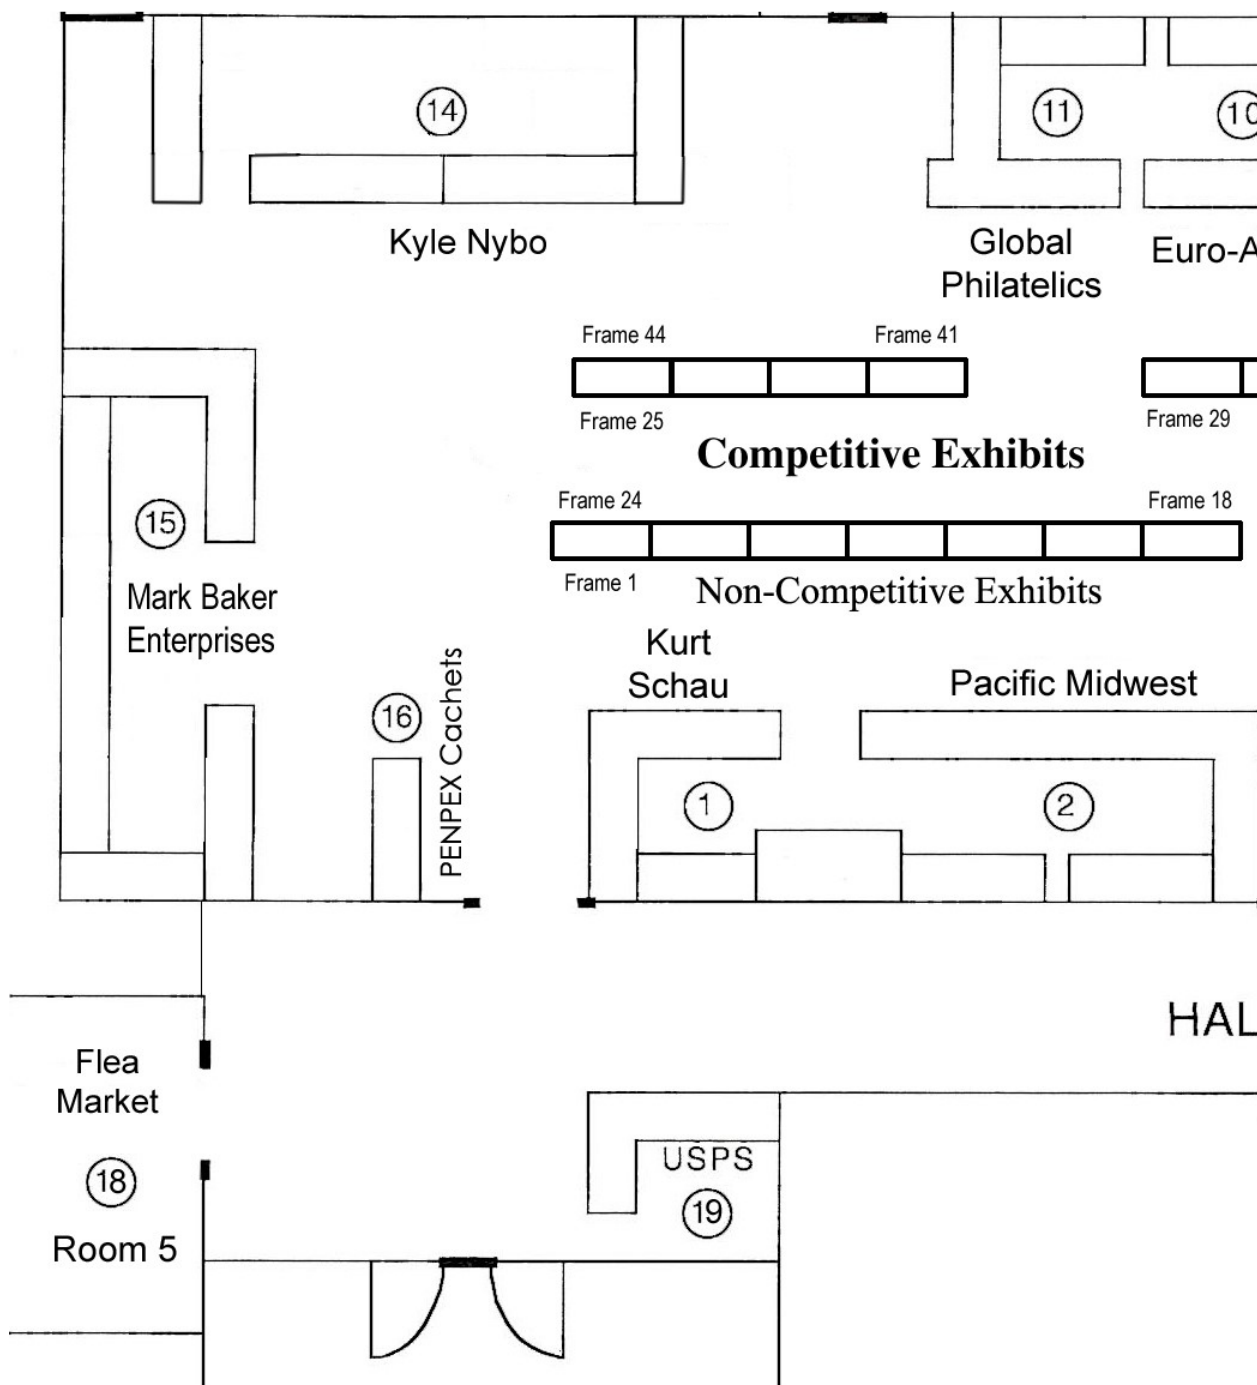 14
11
10
Kyle Nybo
Global
Philatelics
Euro-A
Frame 44
Frame 41
Frame 25
Frame 29
Competitive Exhibits
Frame 24
Frame 18
15
Frame 1
Non-Competitive Exhibits
Mark Baker
Enterprises
Kurt
Schau
Pacific Midwest
16
PENPEX Cachets
1
2
HAL
Flea
Market
18
Room 5
USPS
19